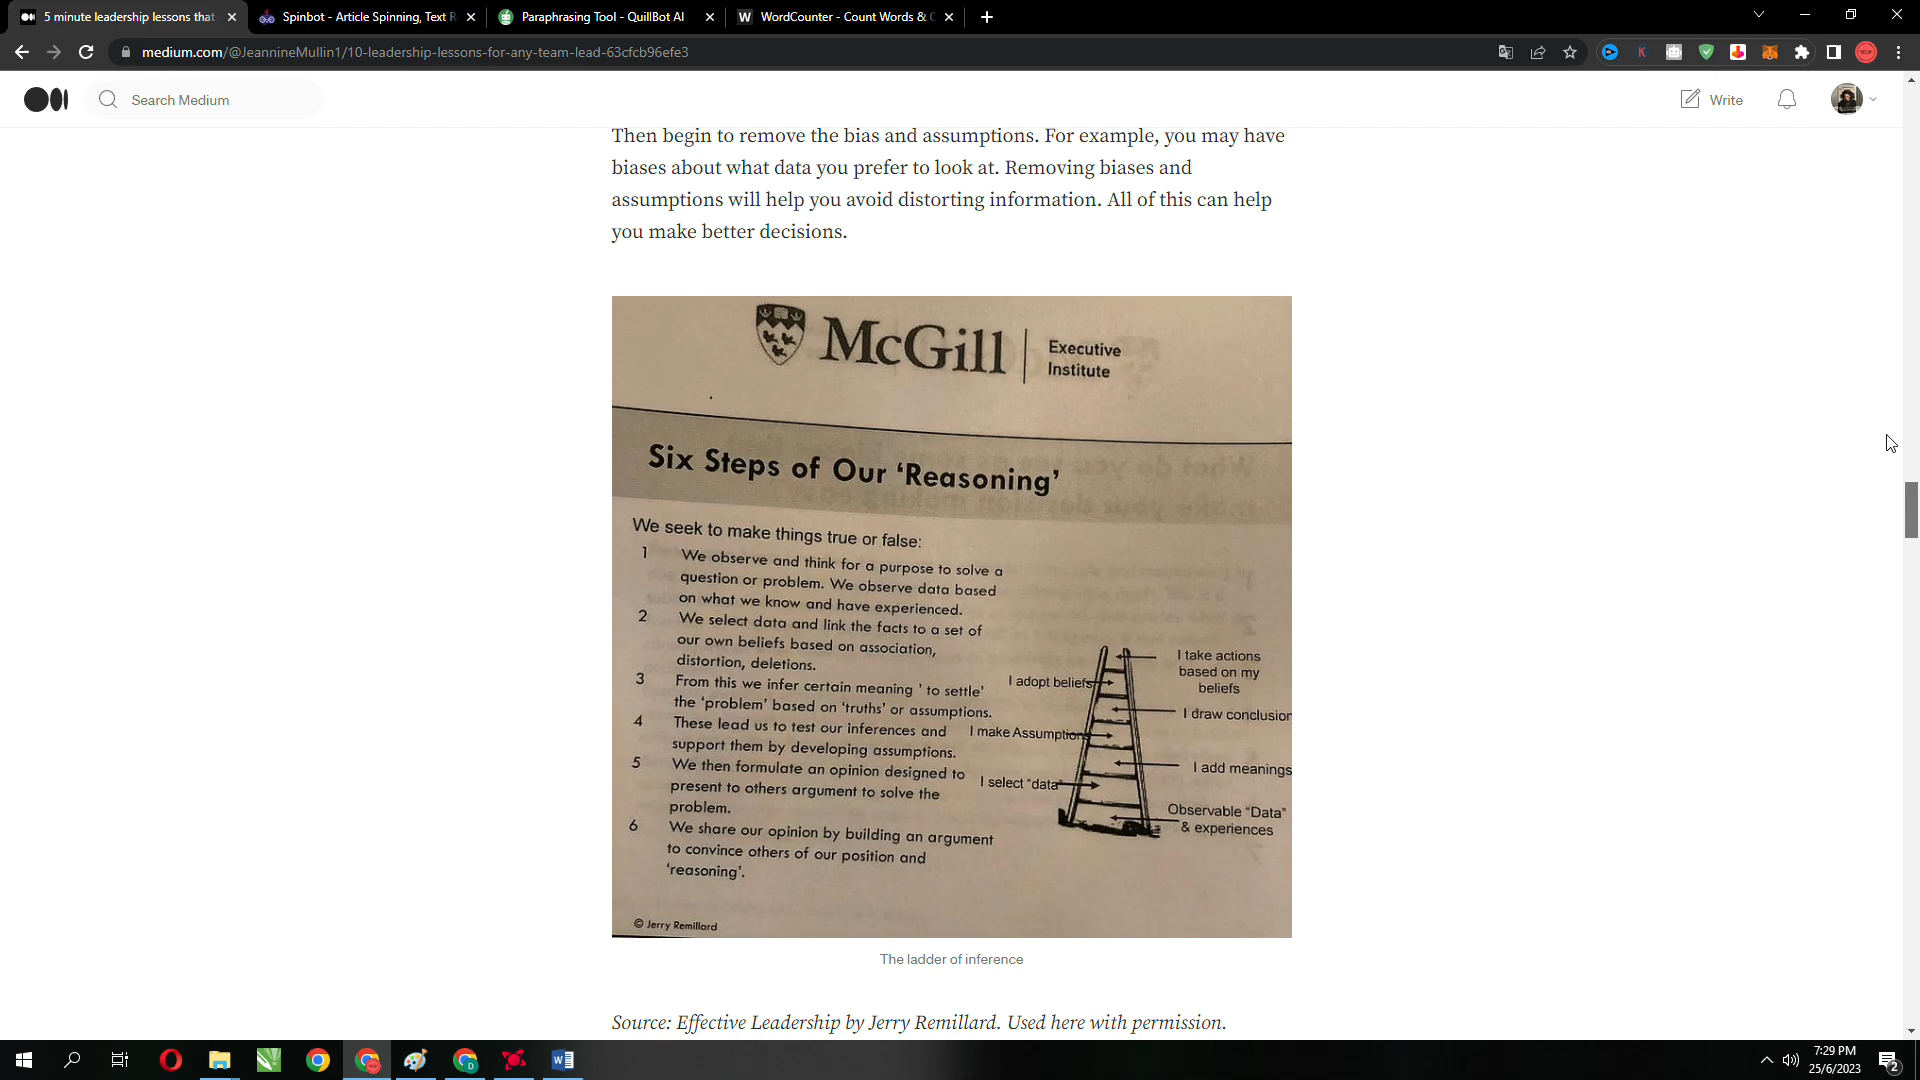 5 minute leadership lessons that
Spinbot - Article Spinning, Text R
Paraphrasing Tool - QuillBot AI
WordCounter - Count Words & C
medium.com/@JeannineMullin1/10-leadership-lessons-for-any-team-lead-63cfcb96efe3
Search Medium
Write
Then begin to remove the bias and assumptions. For example, you may have
biases about what data you prefer to look at. Removing biases and
assumptions will help you avoid distorting information. All of this can help
you make better decisions.
McGill
Executive
Institute
Six Steps of Our ‘Reasoning’
We seek to make things true or false:
1 We observe and think for a purpose to solve a
question or problem. We observe data based
on what we know and have experienced.
2 We select data and link the facts to a set of
our own beliefs based on association,
distortion, deletions.
3 From this we infer certain meaning ’ to settle’
the ‘problem’ based on ‘truths’ or assumptions.
4 These lead us to test our inferences and
support them by developing assumptions.
5 We then formulate an opinion designed to
present to others argument to solve the
problem.
6 We share our opinion by building an argument
to convince others of our position and
‘reasoning’.
I take actions
based on my
beliefs
I adopt beliefs
I draw conclusion
I make Assumptions
I add meanings
I select “data”
Observable “Data”
& experiences
© Jerry Remillard
The ladder of inference
Source: Effective Leadership by Jerry Remillard. Used here with permission.
7:29 PM
25/6/2023
2